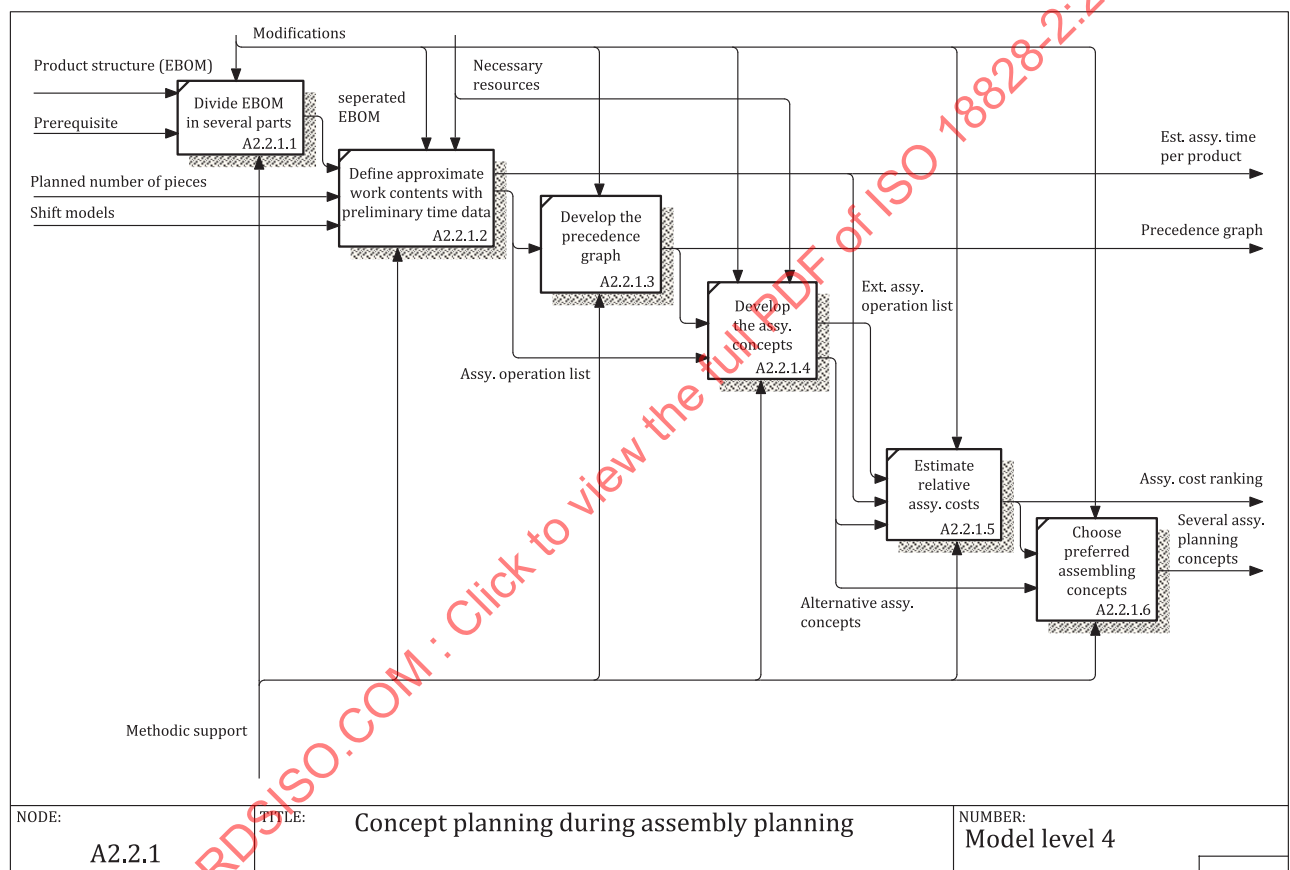 Modifications
Product structure (EBOM)
Necessary
resources
Prerequisite
Divide EBOM
in several parts
A2.2.1.1
seperated
EBOM
Est. assy. time
per product
Planned number of pieces
Shift models
Define approximate
work contents with
preliminary time data
A2.2.1.2
Develop the
precedence
graph
A2.2.1.3
Precedence graph
Develop
the assy.
concepts
A2.2.1.4
Ext. assy.
operation list
Assy. operation list
Estimate
relative
assy. costs
A2.2.1.5
Assy. cost ranking
Choose
preferred
assembling
concepts
A2.2.1.6
Several assy.
planning
concepts
Alternative assy.
concepts
Methodic support
NODE:
A2.2.1
TITLE:
Concept planning during assembly planning
NUMBER:
Model level 4
RDSISO.COM : Click to view the full PDF of ISO 18828-2:2